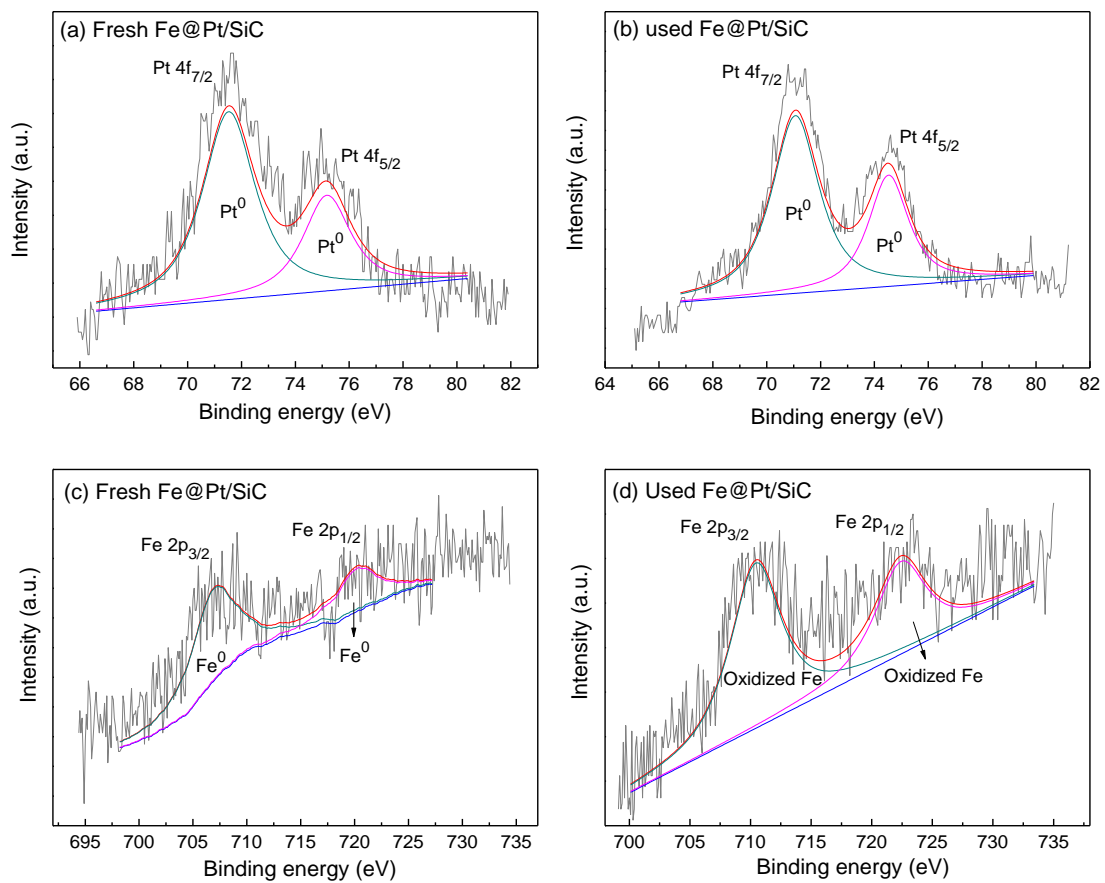 (a) Fresh Fe@Pt/SiC
Pt 4f7/2
Pt 4f5/2
Pt0
Pt0
Intensity (a.u.)
66 68 70 72 74 76 78 80 82
Binding energy (eV)
(b) used Fe@Pt/SiC
Pt 4f7/2
Pt 4f5/2
Pt0
Pt0
Intensity (a.u.)
64 66 68 70 72 74 76 78 80 82
Binding energy (eV)
(c) Fresh Fe@Pt/SiC
Fe 2p3/2
Fe 2p1/2
Fe0
Fe0
Intensity (a.u.)
695 700 705 710 715 720 725 730 735
Binding energy (eV)
(d) Used Fe@Pt/SiC
Fe 2p3/2
Fe 2p1/2
Oxidized Fe
Oxidized Fe
Intensity (a.u.)
700 705 710 715 720 725 730 735
Binding energy (eV)